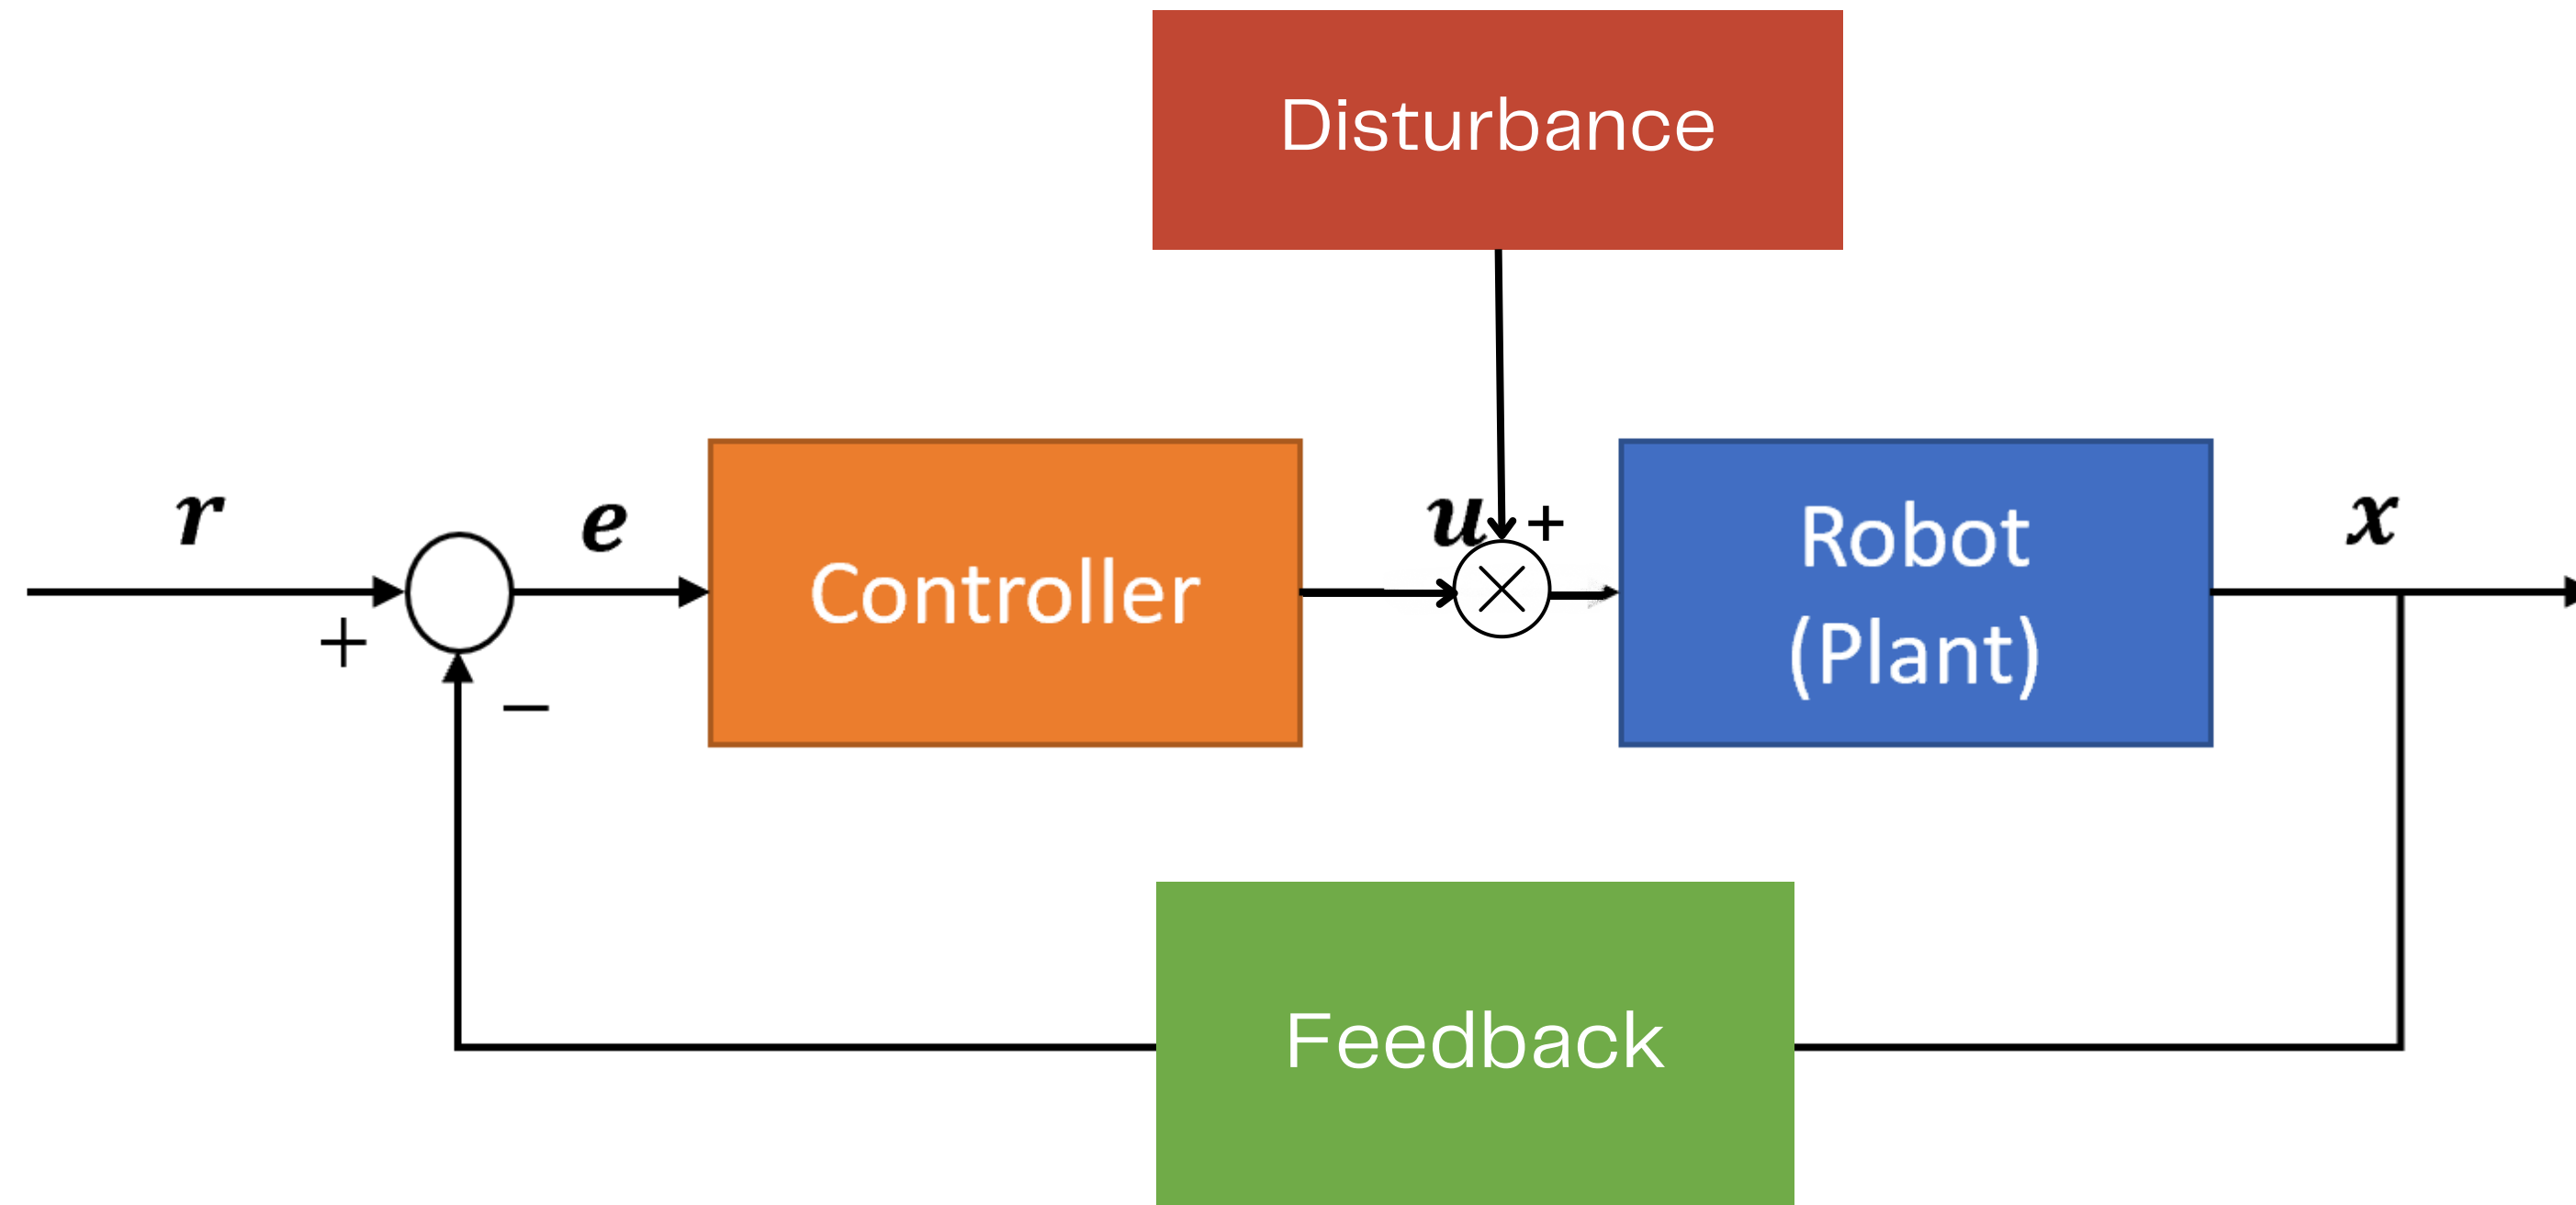 Disturbance
r
e
u
+
x
+
−
Controller
Robot
(Plant)
Feedback